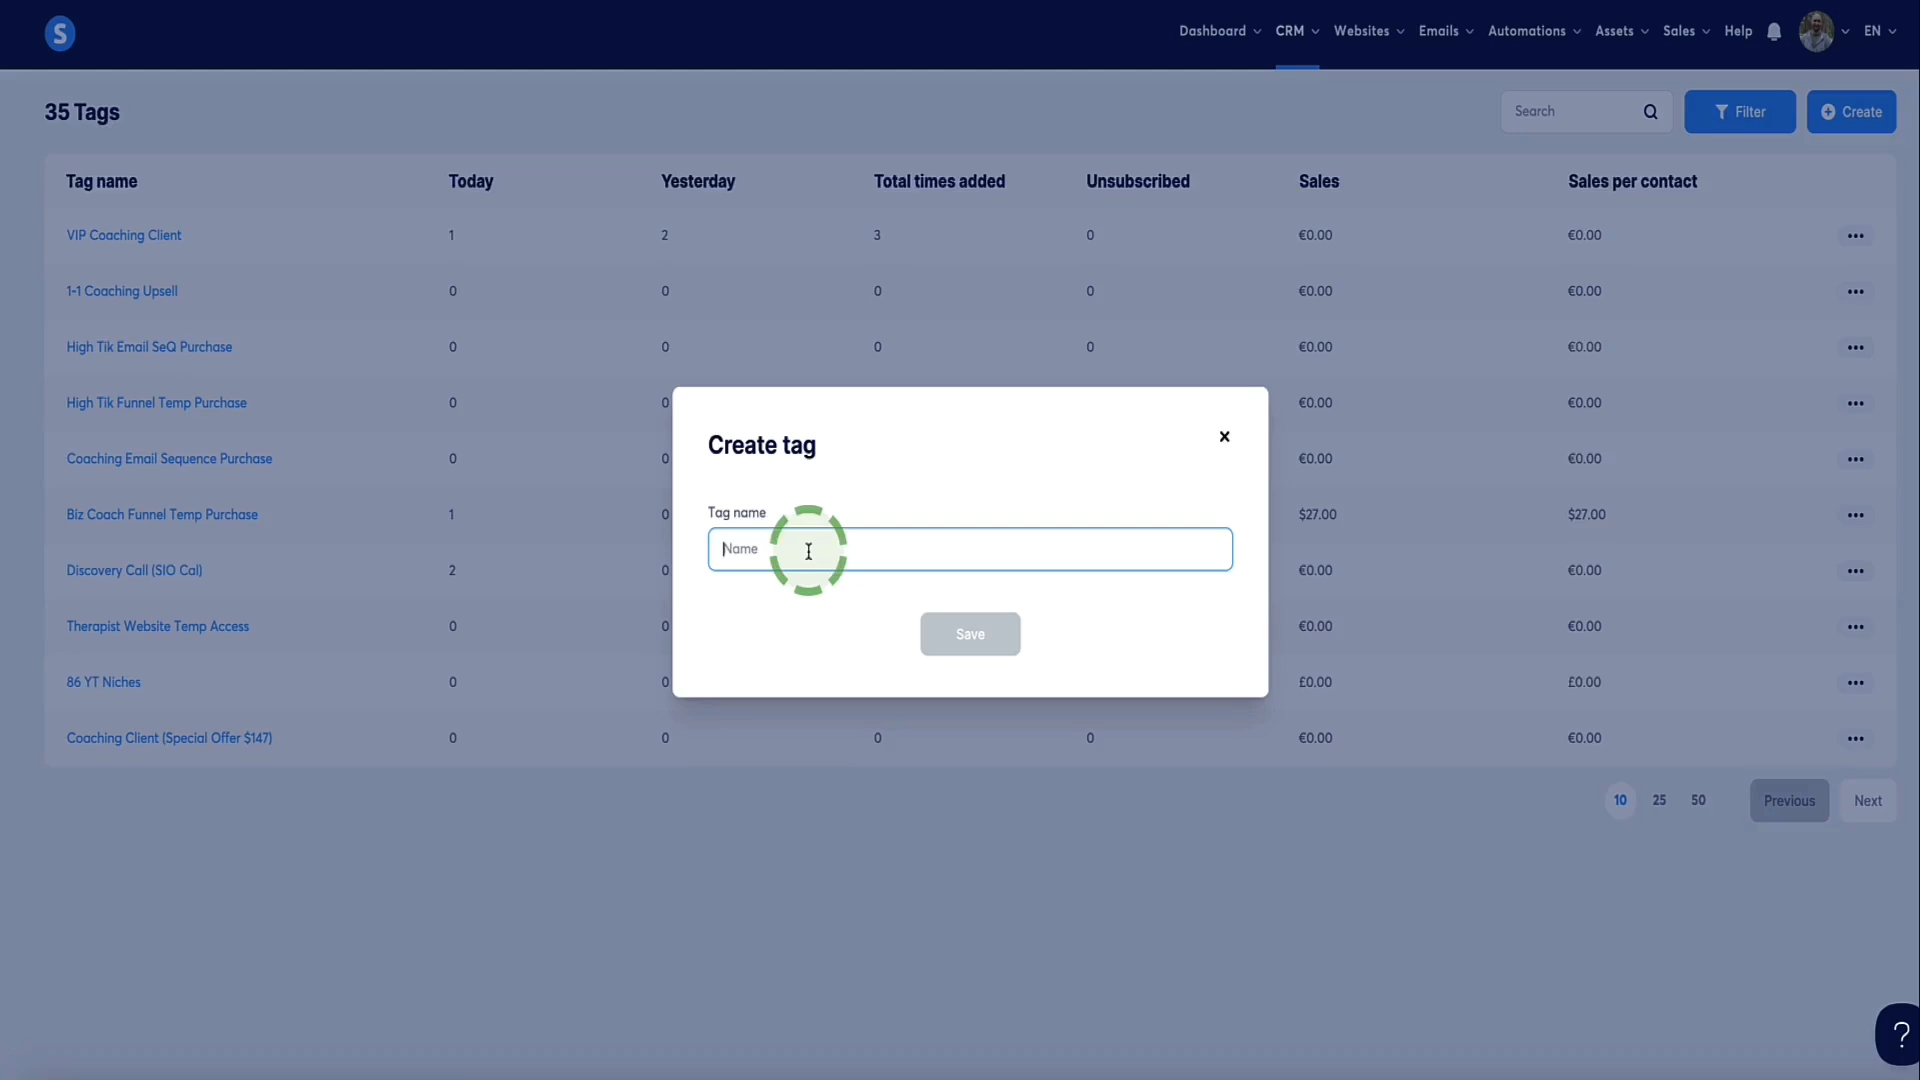 S
Dashboard CRM Websites Emails Automations Assets Sales Help EN
35 Tags
Search Filter Create
Tag name Today Yesterday Total times added Unsubscribed Sales Sales per contact
VIP Coaching Client 1 2 3 0 €0.00 €0.00 •••
1-1 Coaching Upsell 0 0 0 0 €0.00 €0.00 •••
High Tik Email SeQ Purchase 0 0 0 0 €0.00 €0.00 •••
High Tik Funnel Temp Purchase 0 0 €0.00 €0.00 •••
Coaching Email Sequence Purchase 0 0 €0.00 €0.00 •••
Biz Coach Funnel Temp Purchase 1 0 $27.00 $27.00 •••
Discovery Call (SIO Cal) 2 0 €0.00 €0.00 •••
Therapist Website Temp Access 0 0 €0.00 €0.00 •••
86 YT Niches 0 0 £0.00 £0.00 •••
Coaching Client (Special Offer $147) 0 0 0 0 €0.00 €0.00 •••
Create tag
Tag name
Name
Save
10 25 50 Previous Next
?